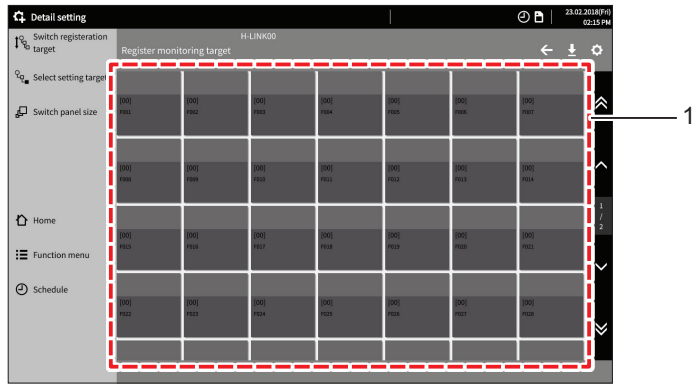 Detail setting
23.02.2018(Fri)
02:15 PM
Switch registeration
target
H-LINK00
Register monitoring target
Select setting target
Switch panel size
Home
Function menu
Schedule
[00] [00] [00] [00] [00] [00] [00]
F001 F002 F003 F004 F005 F006 F007
[00] [00] [00] [00] [00] [00] [00]
F008 F009 F010 F011 F012 F013 F014
[00] [00] [00] [00] [00] [00] [00]
F015 F016 F017 F018 F019 F020 F021
[00] [00] [00] [00] [00] [00] [00]
F022 F023 F024 F025 F026 F027 F028
1
/
2
1